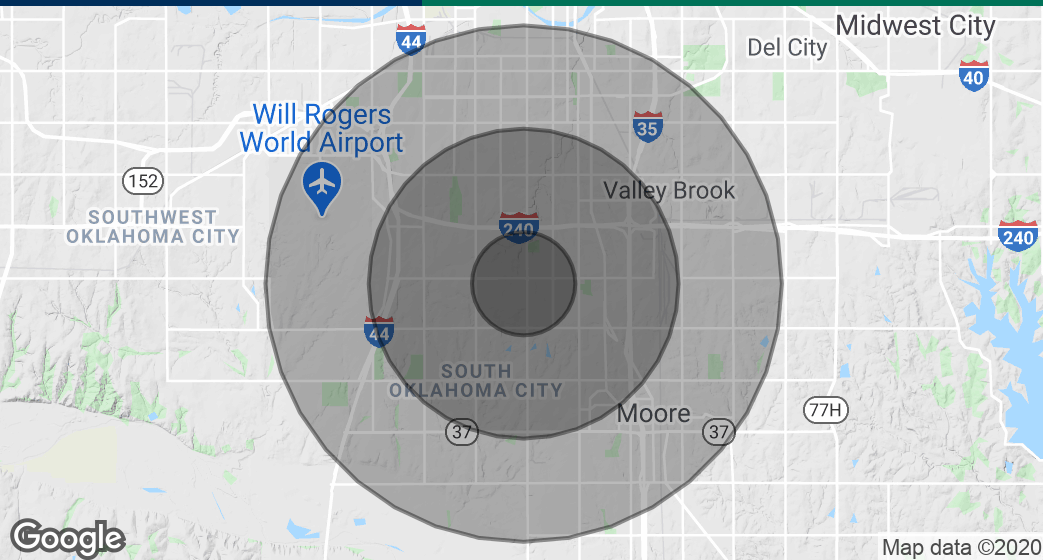 Midwest City
Del City
44
40
Will Rogers
World Airport
35
152
Valley Brook
SOUTHWEST
OKLAHOMA CITY
240
240
44
SOUTH
OKLAHOMA CITY
Moore
77H
37
37
Google
Map data ©2020